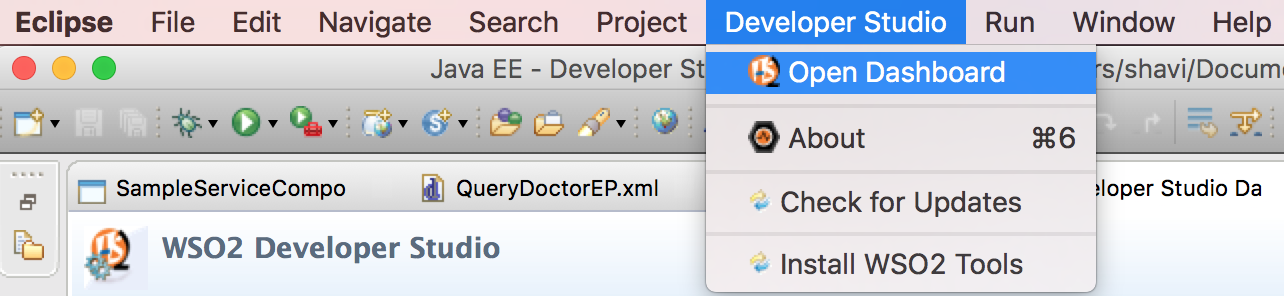 Eclipse File Edit Navigate Search Project Developer Studio Run Window Help
Java EE - Developer St
rs/shavi/Docume
Open Dashboard
About ⌘6
SampleServiceCompo QueryDoctorEP.xml eloper Studio Da
Check for Updates
WSO2 Developer Studio
Install WSO2 Tools